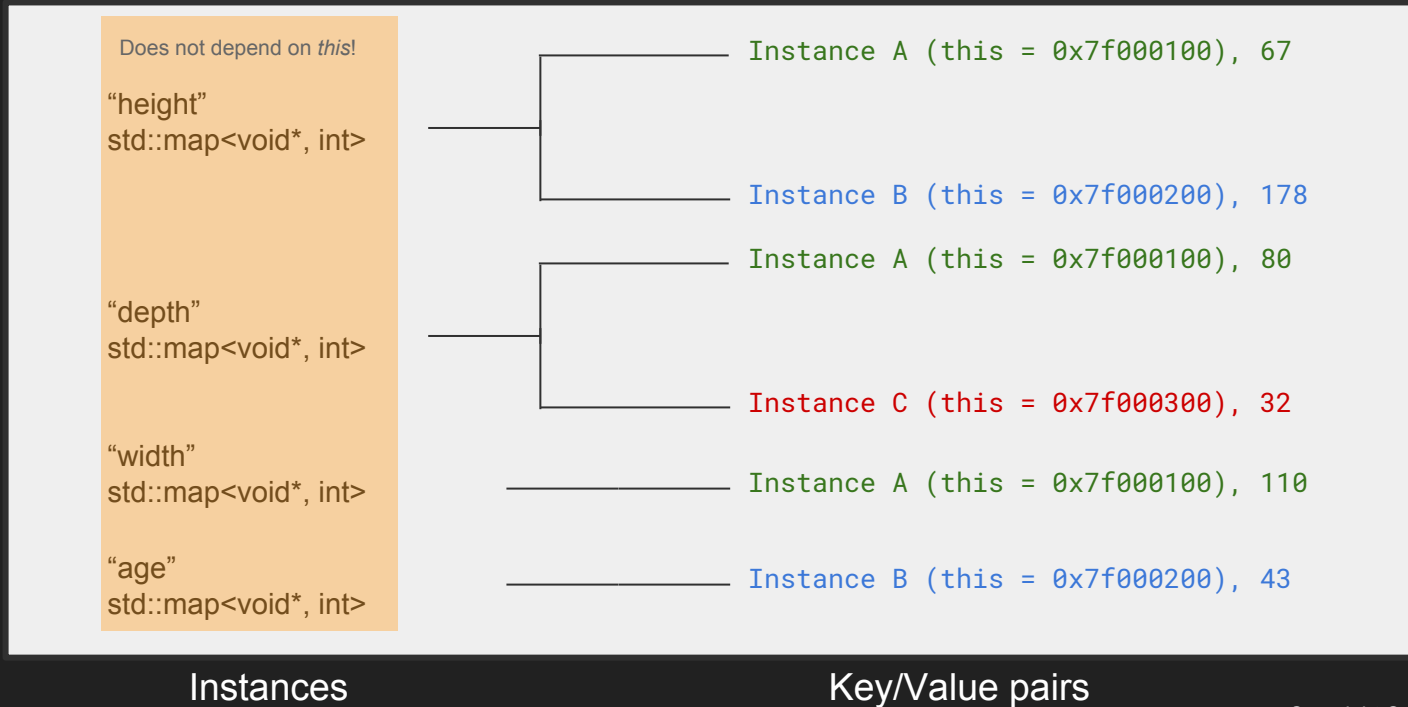 Does not depend on this!
Instance A (this = 0x7f000100), 67
“height”
std::map<void*, int>
Instance B (this = 0x7f000200), 178
Instance A (this = 0x7f000100), 80
“depth”
std::map<void*, int>
Instance C (this = 0x7f000300), 32
“width”
std::map<void*, int>
Instance A (this = 0x7f000100), 110
“age”
std::map<void*, int>
Instance B (this = 0x7f000200), 43
Instances
Key/Value pairs